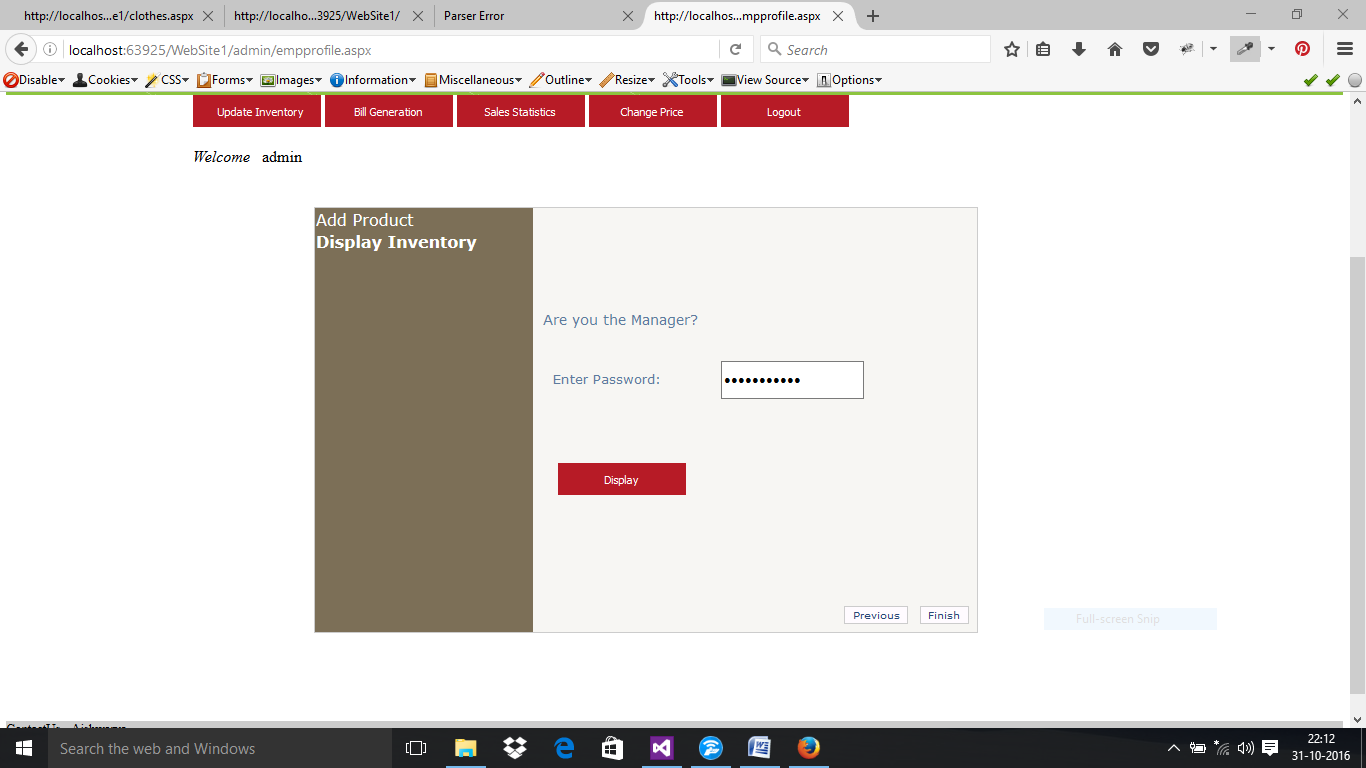 http://localhos...e1/clothes.aspx http://localho...3925/WebSite1/ Parser Error http://localhos...mpprofile.aspx
localhost:63925/WebSite1/admin/empprofile.aspx Search
Disable Cookies CSS Forms Images Information Miscellaneous Outline Resize Tools View Source Options
Update Inventory Bill Generation Sales Statistics Change Price Logout
Welcome admin
Add Product
Display Inventory
Are you the Manager?
Enter Password: •••••••••••
Display
Previous Finish
Full-screen Snip
Search the web and Windows
22:12
31-10-2016